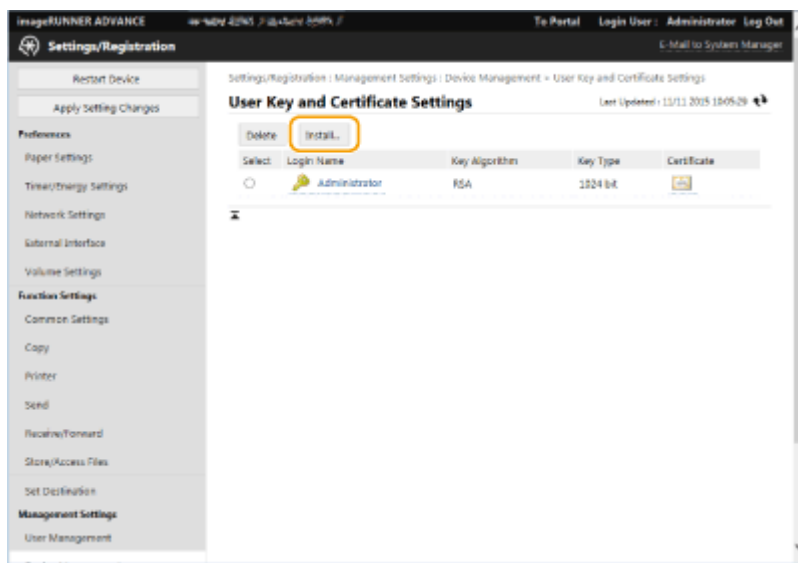 imageRUNNER ADVANCE
To Portal Login User : Administrator Log Out
Settings/Registration
E-Mail to System Manager
Restart Device
Apply Setting Changes
Preferences
Paper Settings
Timer/Energy Settings
Network Settings
External Interface
Volume Settings
Function Settings
Common Settings
Copy
Printer
Send
Receive/Forward
Store/Access Files
Set Destination
Management Settings
User Management
Settings/Registration : Management Settings : Device Management > User Key and Certificate Settings
User Key and Certificate Settings
Last Updated : 11/11 2015 10:05:29
Delete Install...
Select Login Name Key Algorithm Key Type Certificate
Administrator RSA 1024 bit